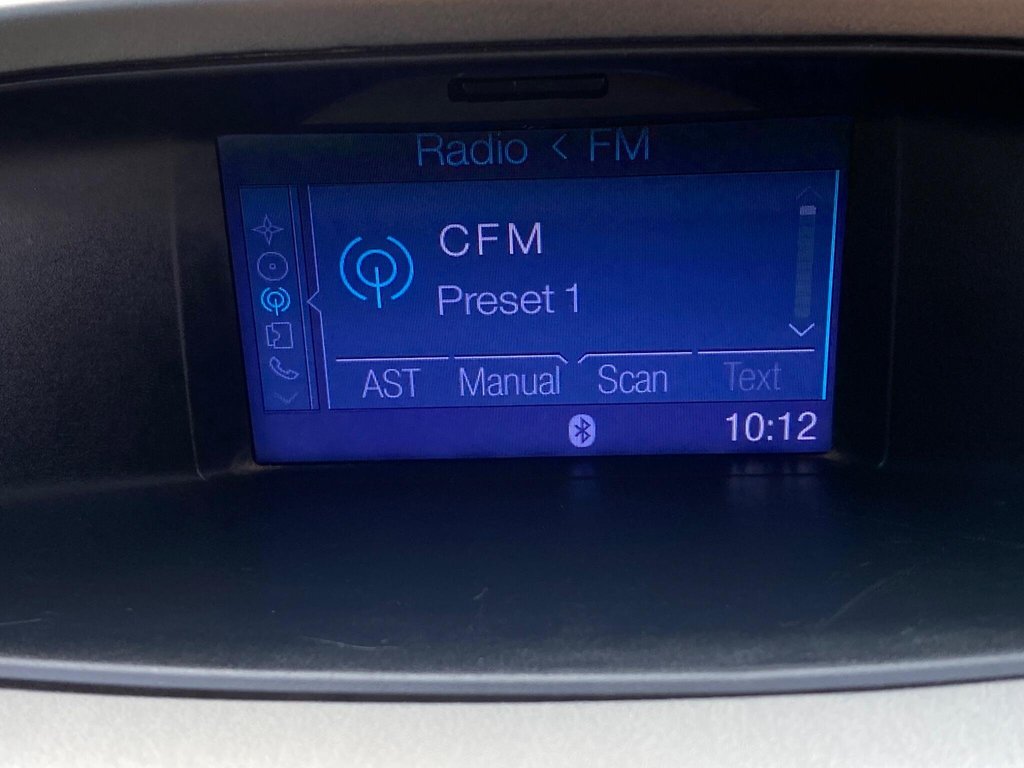 Radio < FM
CFM
Preset 1
AST Manual Scan Text
10:12